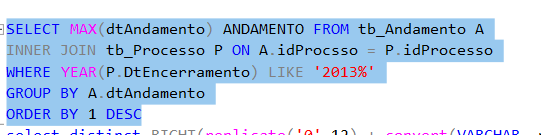 SELECT MAX(dtAndamento) ANDAMENTO FROM tb_Andamento A
INNER JOIN tb_Processo P ON A.idProcsso = P.idProcesso
WHERE YEAR(P.DtEncerramento) LIKE '2013%'
GROUP BY A.dtAndamento
ORDER BY 1 DESC
select distinct RIGHT(replicate('0',12) + convert(VARCHAR,